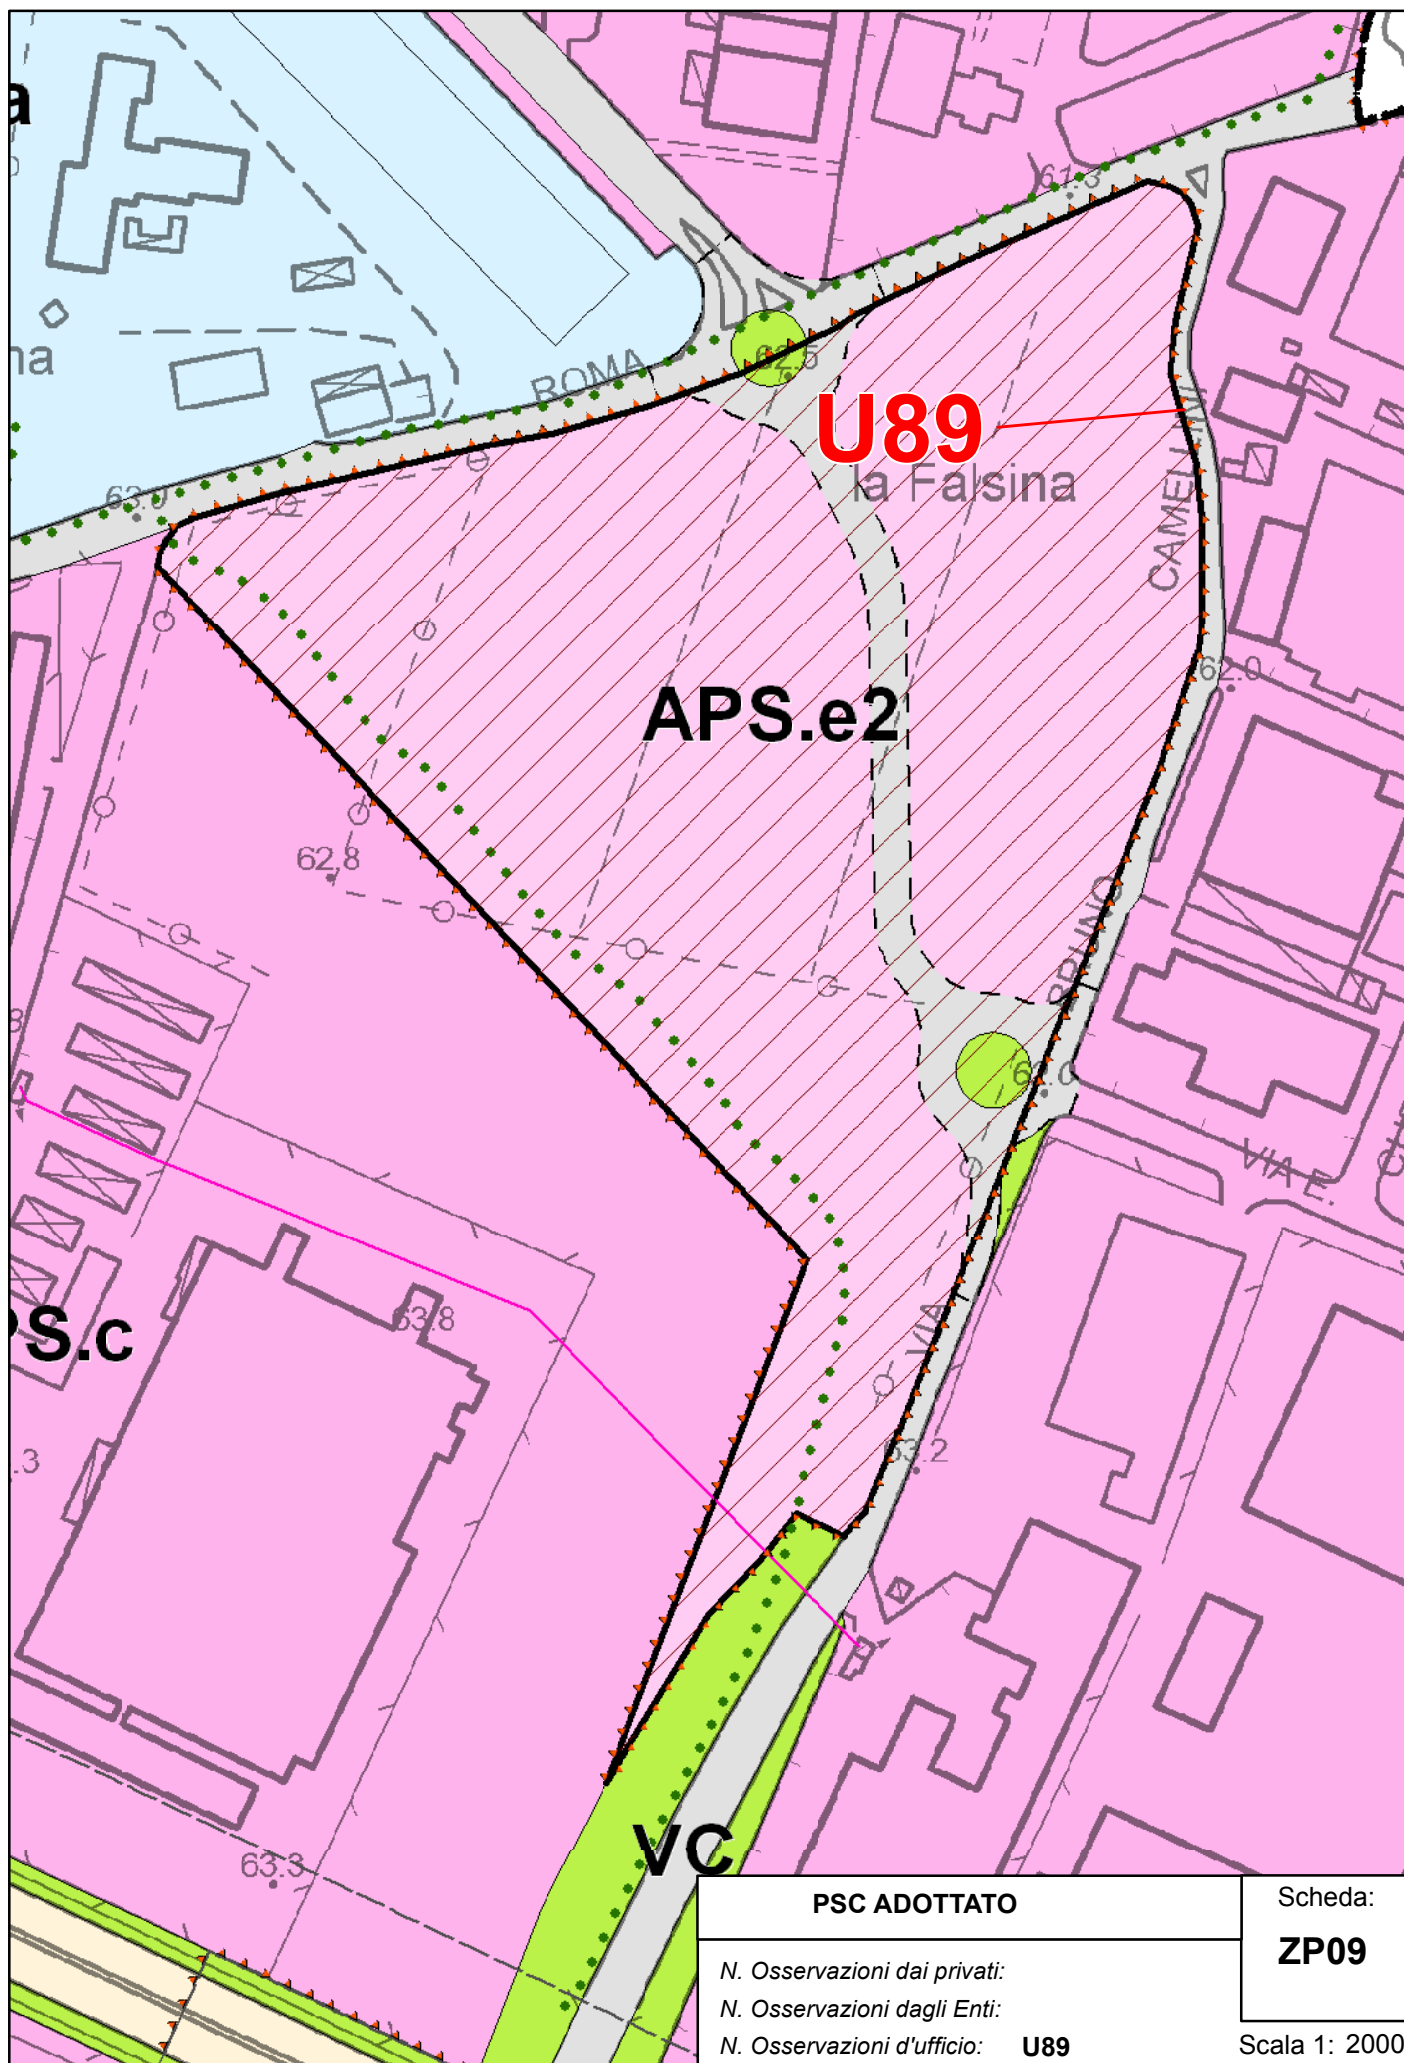 a
61.3
na
ROMA
62.5
U89
la Falsina
63.0
CAMELLINI
APS.e2
62.0
62.8
BRUNO
62.0
VIA E.
PS.c
63.8
VIA
.3
63.2
VC
63.3
PSC ADOTTATO
Scheda:
ZP09
N. Osservazioni dai privati:
N. Osservazioni dagli Enti:
N. Osservazioni d'ufficio: U89
Scala 1: 2000